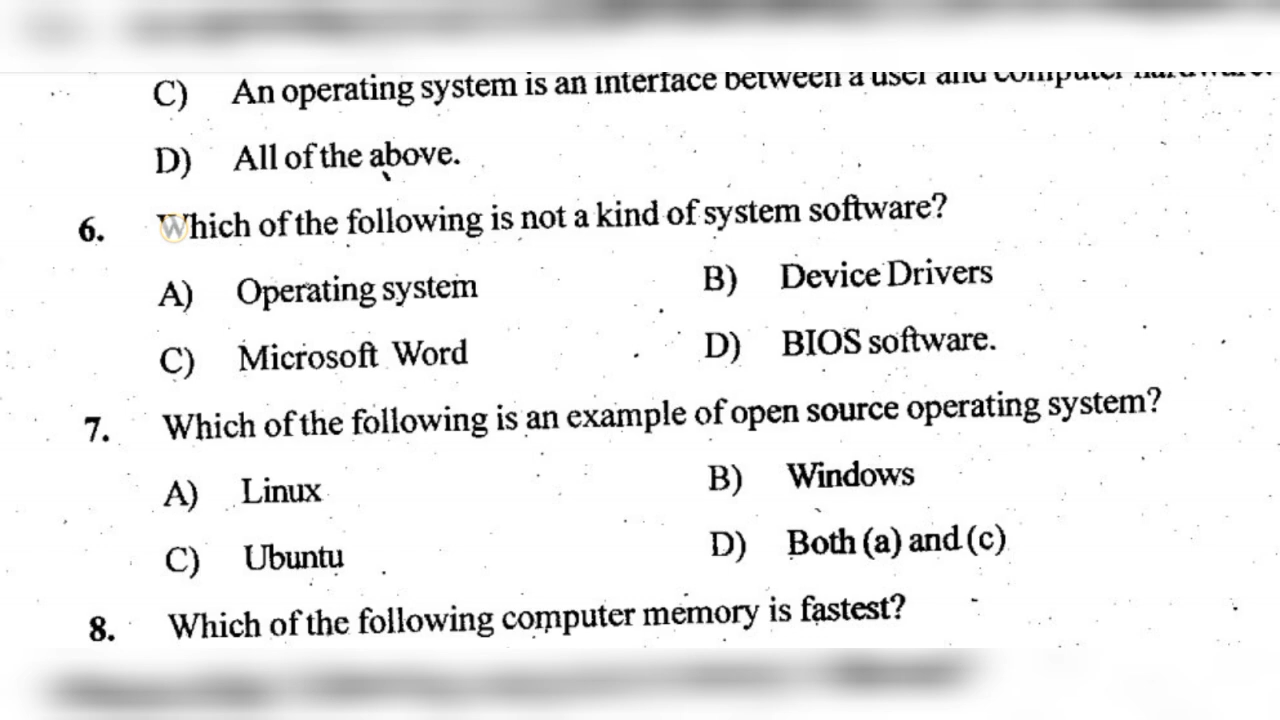 C) An operating system is an interface between a user and computer hardware.
D) All of the above.
6. Which of the following is not a kind of system software?
A) Operating system B) Device Drivers
C) Microsoft Word D) BIOS software.
7. Which of the following is an example of open source operating system?
A) Linux B) Windows
C) Ubuntu D) Both (a) and (c)
8. Which of the following computer memory is fastest?